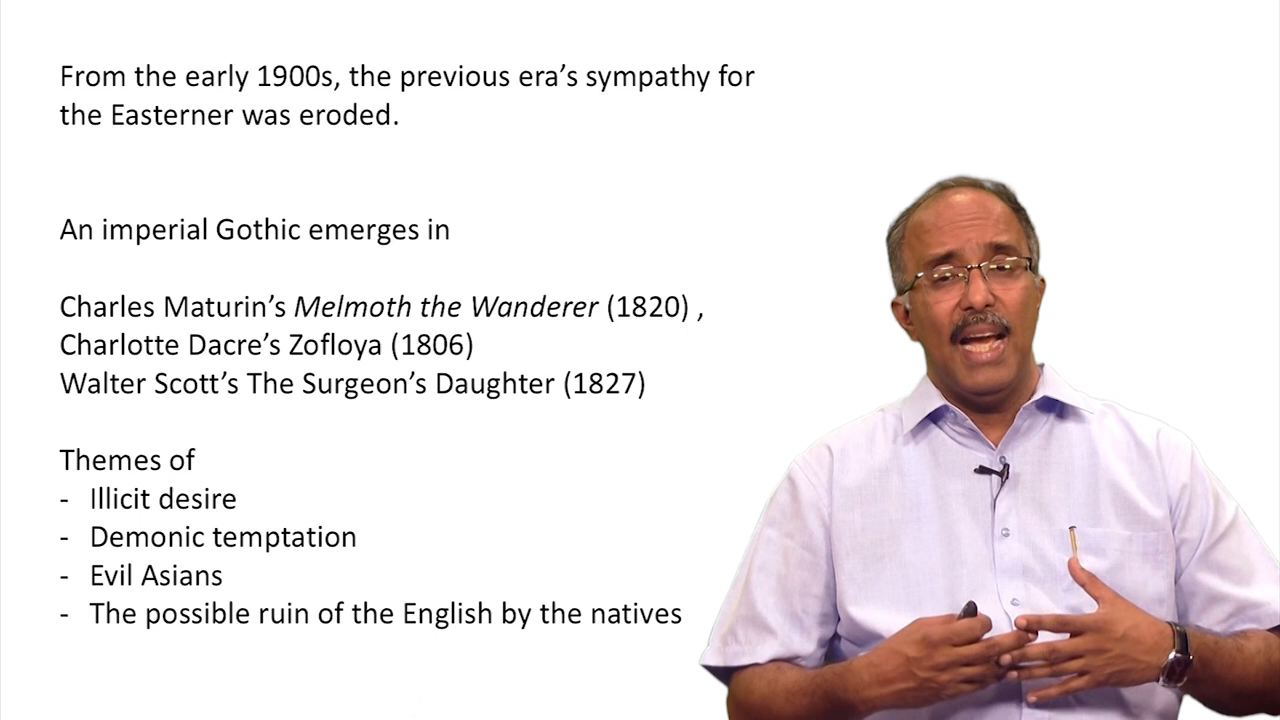 From the early 1900s, the previous era’s sympathy for
the Easterner was eroded.
An imperial Gothic emerges in
Charles Maturin’s Melmoth the Wanderer (1820) ,
Charlotte Dacre’s Zofloya (1806)
Walter Scott’s The Surgeon’s Daughter (1827)
Themes of
- Illicit desire
- Demonic temptation
- Evil Asians
- The possible ruin of the English by the natives